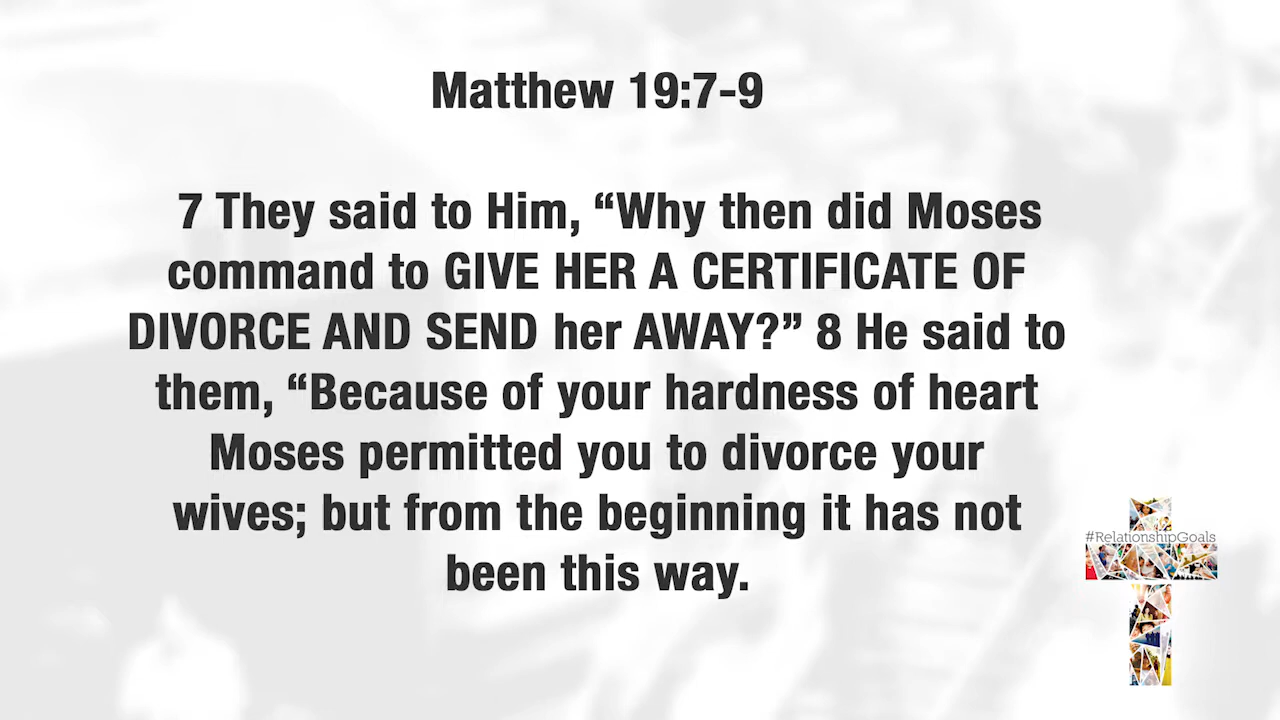 Matthew 19:7-9
7 They said to Him, “Why then did Moses
command to GIVE HER A CERTIFICATE OF
DIVORCE AND SEND her AWAY?” 8 He said to
them, “Because of your hardness of heart
Moses permitted you to divorce your
wives; but from the beginning it has not
been this way.
#RelationshipGoals